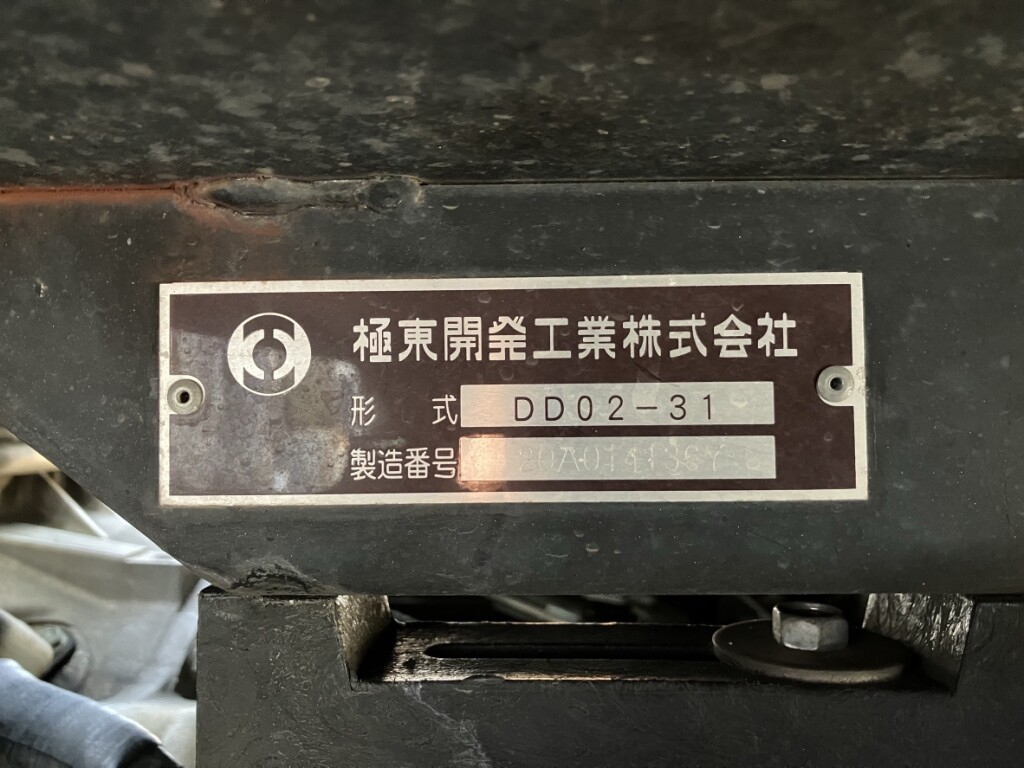 極東開発工業株式会社
形 式 DD02-31
製造番号